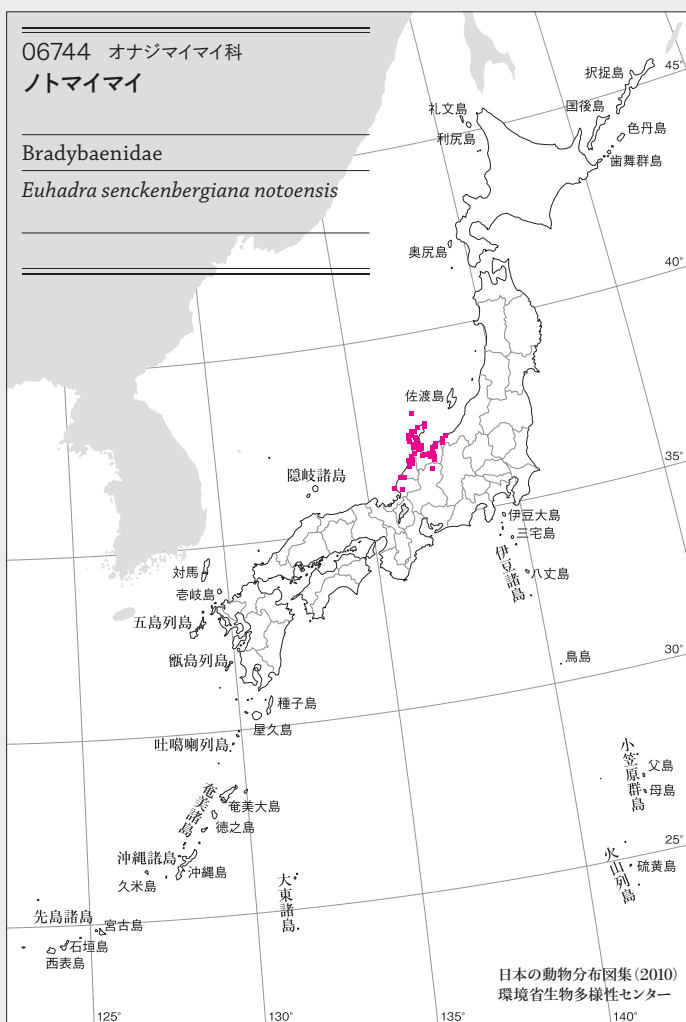 06744 オナジマイマイ科
ノトマイマイ
Bradybaenidae
Euhadra senckenbergiana notoensis
45°
択捉島
国後島
礼文島
色丹島
利尻島
歯舞群島
奥尻島
40°
佐渡島
35°
隠岐諸島
伊豆大島
三宅島
伊豆諸島
八丈島
対馬
壱岐島
五島列島
甑島列島
鳥島
30°
種子島
屋久島
吐噶喇列島
小笠原群島
父島
母島
奄美諸島
奄美大島
徳之島
25°
沖縄諸島
沖縄島
久米島
火山列島
硫黄島
大東諸島
先島諸島
宮古島
石垣島
西表島
日本の動物分布図集(2010)
環境省生物多様性センター
125°
130°
135°
140°